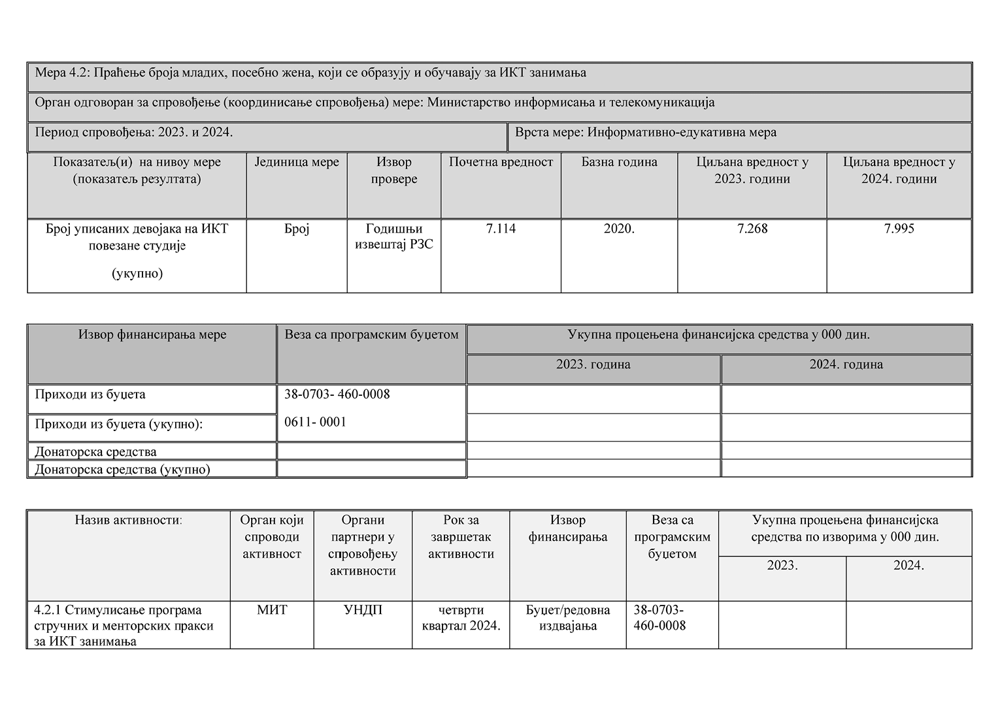 Мера 4.2: Праћење броја младих, посебно жена, који се образују и обучавају за ИКТ занимања
Орган одговоран за спровођење (координисање спровођења) мере: Министарство информисања и телекомуникација
Период спровођења: 2023. и 2024.
Врста мере: Информативно-едукативна мера
Показатељ(и) на нивоу мере
(показатељ резултата)
Јединица мере
Извор
провере
Почетна вредност
Базна година
Циљана вредност у
2023. години
Циљана вредност у
2024. години
Број уписаних девојака на ИКТ
повезане студије
(укупно)
Број
Годишњи
извештај РЗС
7.114
2020.
7.268
7.995
Извор финансирања мере
Веза са програмским буџетом
Укупна процењена финансијска средства у 000 дин.
2023. година
2024. година
Приходи из буџета
38-0703- 460-0008
Приходи из буџета (укупно):
0611- 0001
Донаторска средства
Донаторска средства (укупно)
Назив активности:
Орган који
спроводи
активност
Органи
партнери у
спровођењу
активности
Рок за
завршетак
активности
Извор
финансирања
Веза са
програмским
буџетом
Укупна процењена финансијска
средства по изворима у 000 дин.
2023.
2024.
4.2.1 Стимулисање програма
стручних и менторских пракси
за ИКТ занимања
МИТ
УНДП
четврти
квартал 2024.
Буџет/редовна
издвајања
38-0703-
460-0008